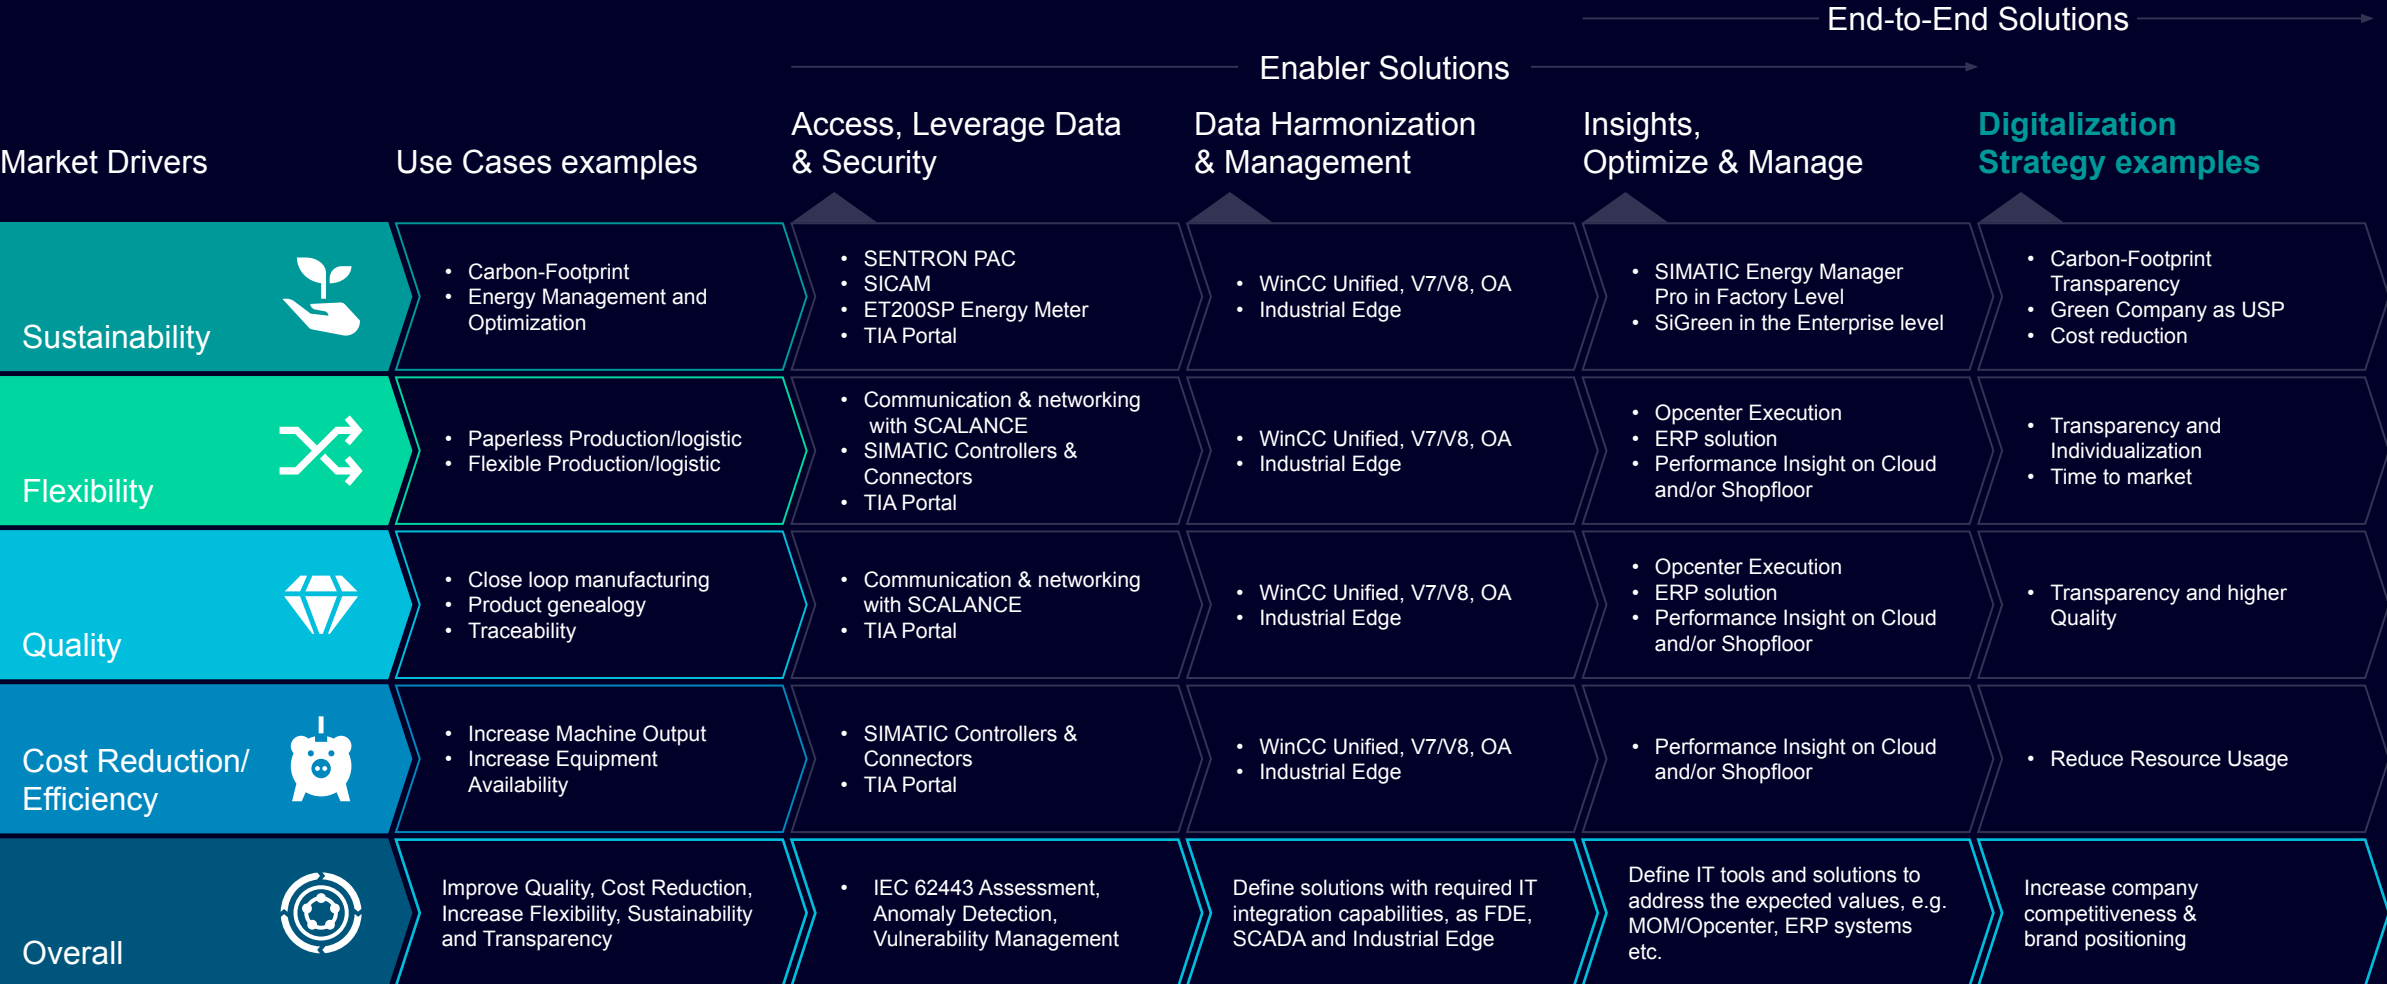 End-to-End Solutions
Enabler Solutions
Market Drivers
Use Cases examples
Access, Leverage Data
& Security
Data Harmonization
& Management
Insights,
Optimize & Manage
Digitalization
Strategy examples
Sustainability
• Carbon-Footprint
• Energy Management and
Optimization
• SENTRON PAC
• SICAM
• ET200SP Energy Meter
• TIA Portal
• WinCC Unified, V7/V8, OA
• Industrial Edge
• SIMATIC Energy Manager
Pro in Factory Level
• SiGreen in the Enterprise level
• Carbon-Footprint
Transparency
• Green Company as USP
• Cost reduction
Flexibility
• Paperless Production/logistic
• Flexible Production/logistic
• Communication & networking
with SCALANCE
• SIMATIC Controllers &
Connectors
• TIA Portal
• WinCC Unified, V7/V8, OA
• Industrial Edge
• Opcenter Execution
• ERP solution
• Performance Insight on Cloud
and/or Shopfloor
• Transparency and
Individualization
• Time to market
Quality
• Close loop manufacturing
• Product genealogy
• Traceability
• Communication & networking
with SCALANCE
• TIA Portal
• WinCC Unified, V7/V8, OA
• Industrial Edge
• Opcenter Execution
• ERP solution
• Performance Insight on Cloud
and/or Shopfloor
• Transparency and higher
Quality
Cost Reduction/
Efficiency
• Increase Machine Output
• Increase Equipment
Availability
• SIMATIC Controllers &
Connectors
• TIA Portal
• WinCC Unified, V7/V8, OA
• Industrial Edge
• Performance Insight on Cloud
and/or Shopfloor
• Reduce Resource Usage
Overall
Improve Quality, Cost Reduction,
Increase Flexibility, Sustainability
and Transparency
• IEC 62443 Assessment,
Anomaly Detection,
Vulnerability Management
Define solutions with required IT
integration capabilities, as FDE,
SCADA and Industrial Edge
Define IT tools and solutions to
address the expected values, e.g.
MOM/Opcenter, ERP systems
etc.
Increase company
competitiveness &
brand positioning